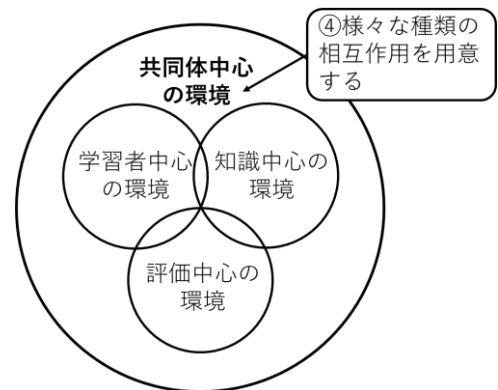 ④様々な種類の
相互作用を用意
する
共同体中心
の環境
学習者中心
の環境
知識中心の
環境
評価中心の
環境